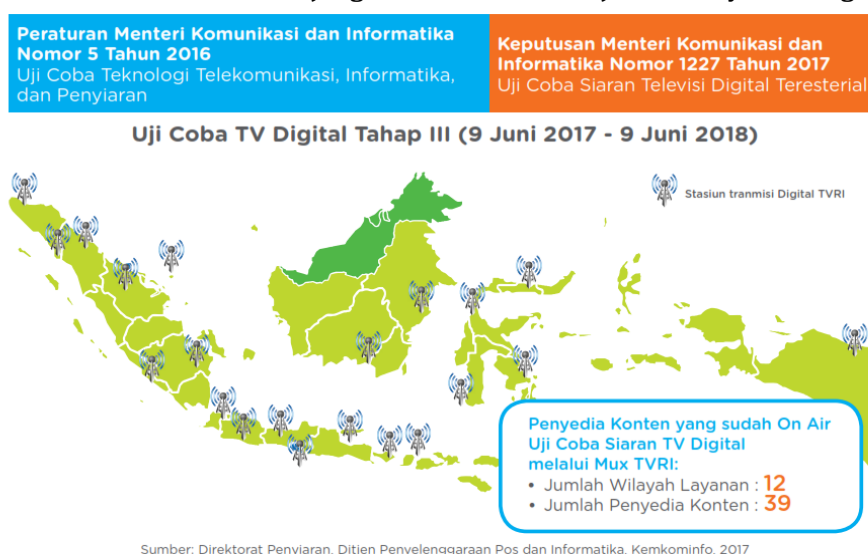 Peraturan Menteri Komunikasi dan Informatika
Nomor 5 Tahun 2016
Uji Coba Teknologi Telekomunikasi, Informatika,
dan Penyiaran
Keputusan Menteri Komunikasi dan
Informatika Nomor 1227 Tahun 2017
Uji Coba Siaran Televisi Digital Teresterial
Uji Coba TV Digital Tahap III (9 Juni 2017 - 9 Juni 2018)
Stasiun tranmisi Digital TVRI
Penyedia Konten yang sudah On Air
Uji Coba Siaran TV Digital
melalui Mux TVRI:
• Jumlah Wilayah Layanan : 12
• Jumlah Penyedia Konten : 39
Sumber: Direktorat Penyiaran, Ditjen Penyelenggaraan Pos dan Informatika, Kemkominfo, 2017